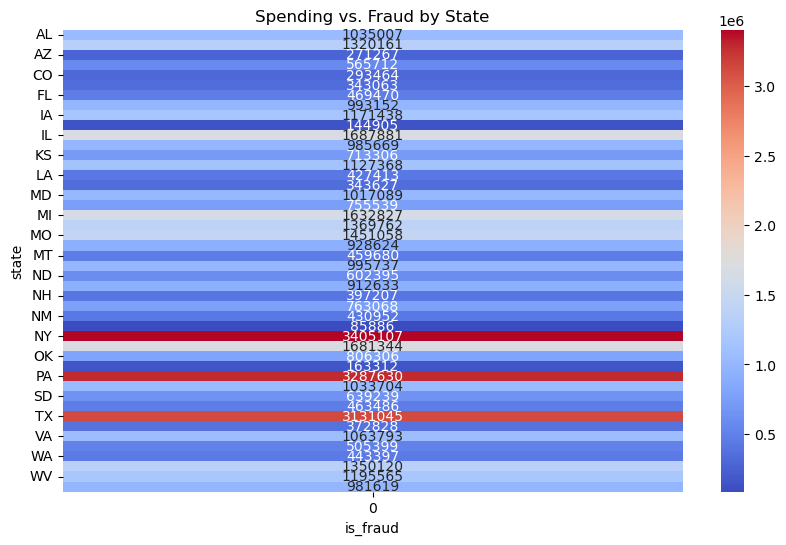 Spending vs. Fraud by State
1e6
AL 1035007
1320161
AZ 271267
565712
CO 293464
343063
FL 469470
993152
IA 1171438
144905
IL 1687881
985669
KS 713306
1127368
LA 427413
343627
MD 1017089
755539
MI 1632827
1369762
MO 1451058
928624
MT 459680
995737
ND 602395
912633
NH 397207
763068
NM 430952
85886
NY 3405107
1681344
OK 806306
163312
PA 3287630
1033704
SD 639239
463486
TX 3131045
372828
VA 1063793
505399
WA 443397
1350120
WV 1195565
981619
0
is_fraud
state
3.0
2.5
2.0
1.5
1.0
0.5